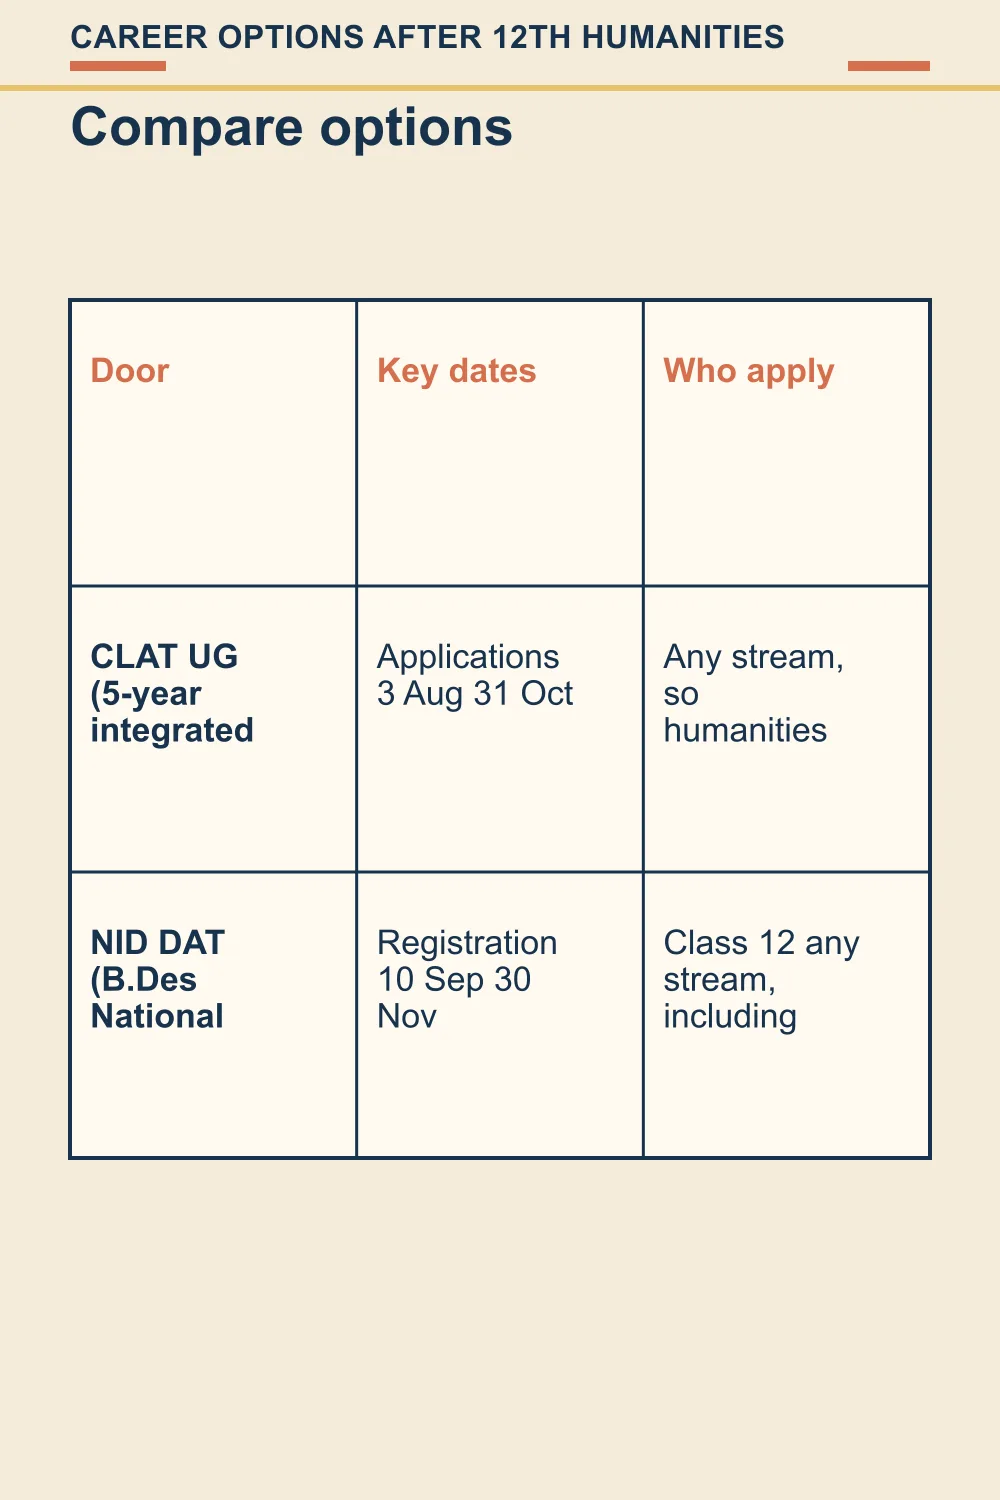 CAREER OPTIONS AFTER 12TH HUMANITIES
Compare options
Door
Key dates
Who apply
CLAT UG
(5-year
integrated
Applications
3 Aug 31 Oct
Any stream,
so
humanities
NID DAT
(B.Des
National
Registration
10 Sep 30
Nov
Class 12 any
stream,
including